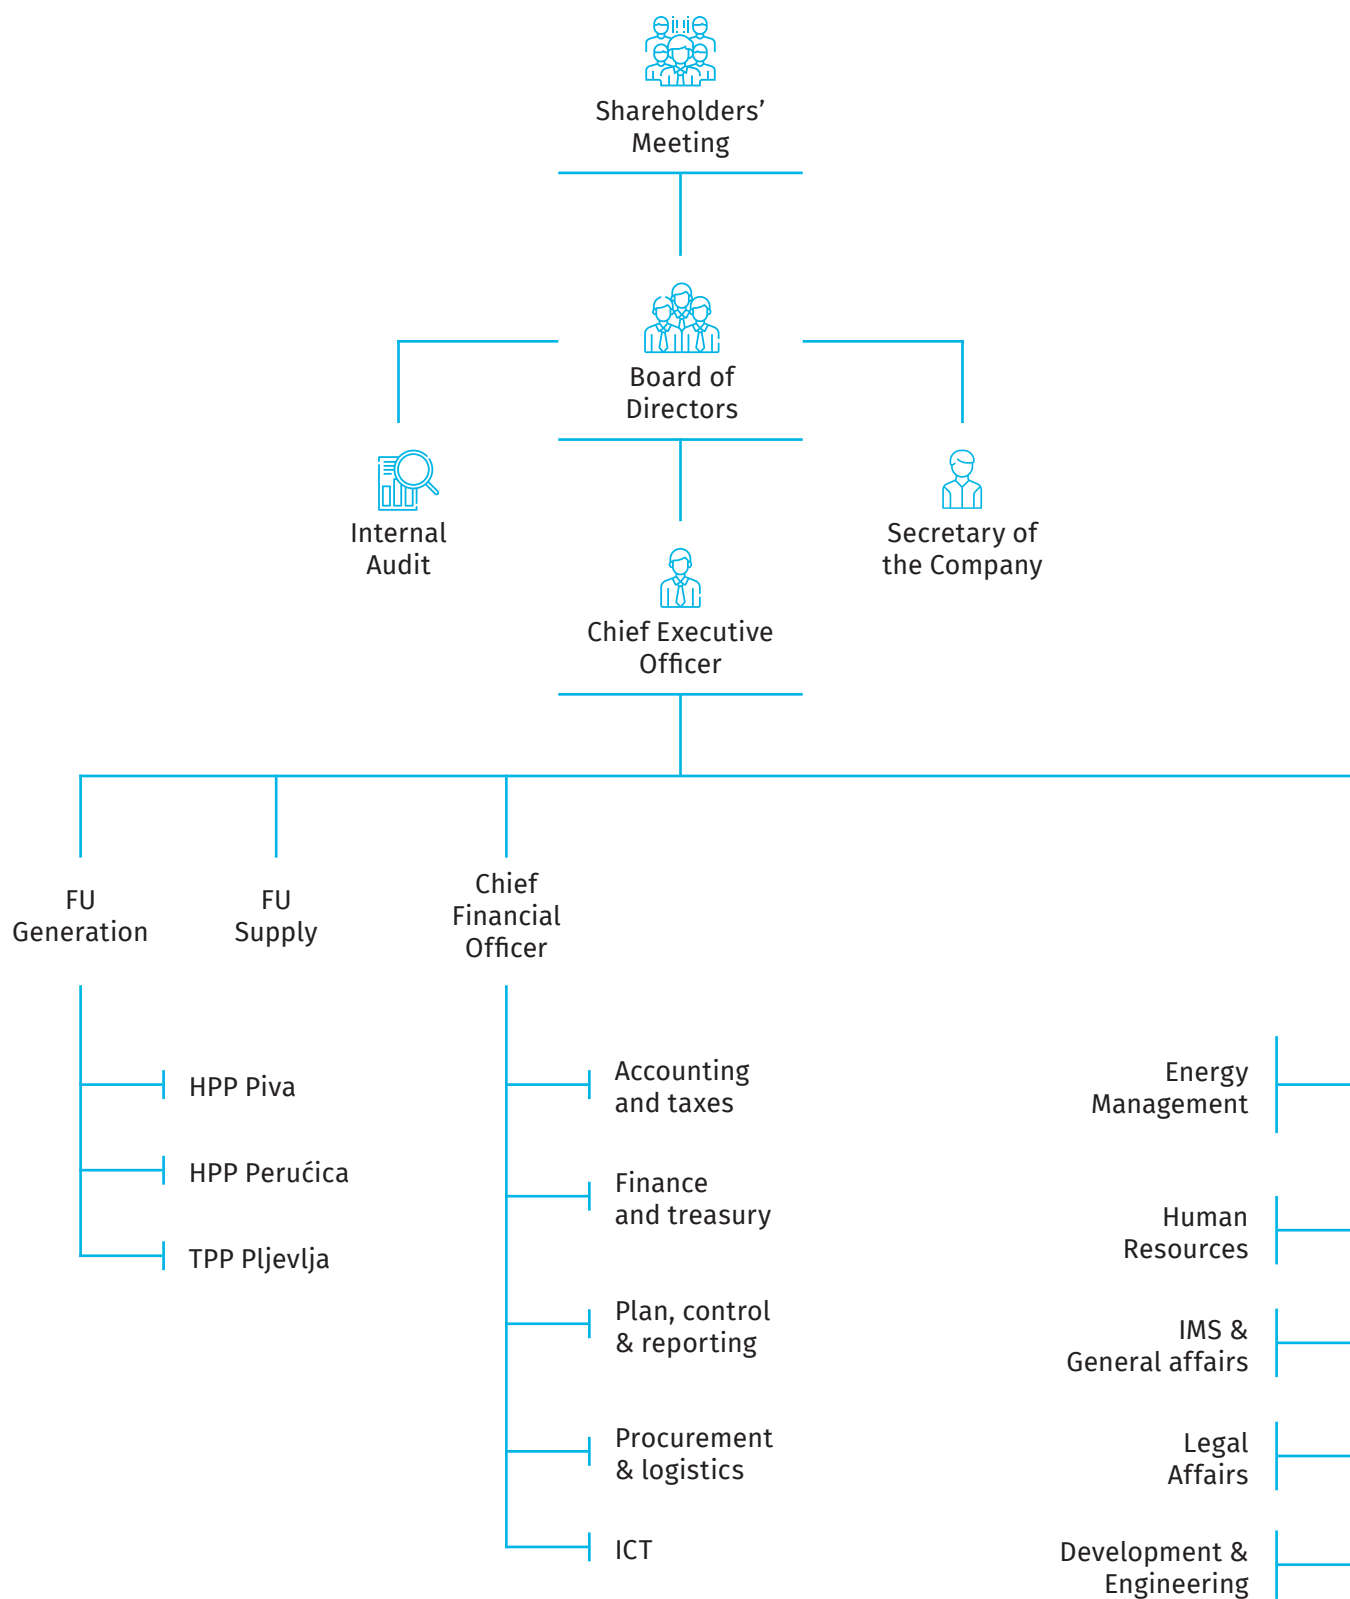 Shareholders’
Meeting
Board of
Directors
Internal
Audit
Secretary of
the Company
Chief Executive
Officer
FU
Generation
FU
Supply
Chief
Financial
Officer
HPP Piva
HPP Perućica
TPP Pljevlja
Accounting
and taxes
Finance
and treasury
Plan, control
& reporting
Procurement
& logistics
ICT
Energy
Management
Human
Resources
IMS &
General affairs
Legal
Affairs
Development &
Engineering